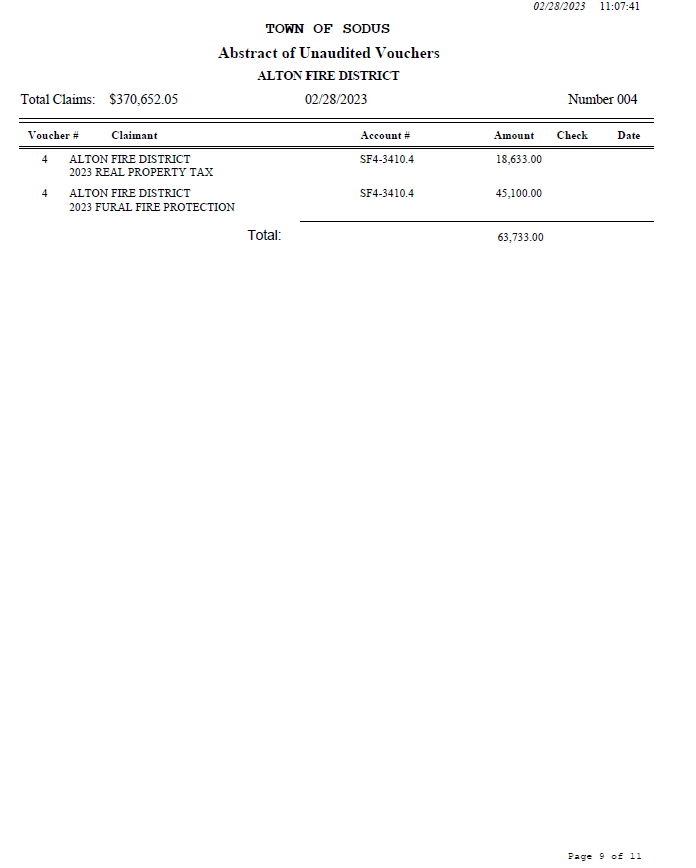 02/28/2023 11:07:41
TOWN OF SODUS
Abstract of Unaudited Vouchers
ALTON FIRE DISTRICT
Total Claims: $370,652.05 02/28/2023 Number 004
Voucher # Claimant Account # Amount Check Date
4 ALTON FIRE DISTRICT SF4-3410.4 18,633.00
2023 REAL PROPERTY TAX
4 ALTON FIRE DISTRICT SF4-3410.4 45,100.00
2023 FURAL FIRE PROTECTION
Total: 63,733.00
Page 9 of 11